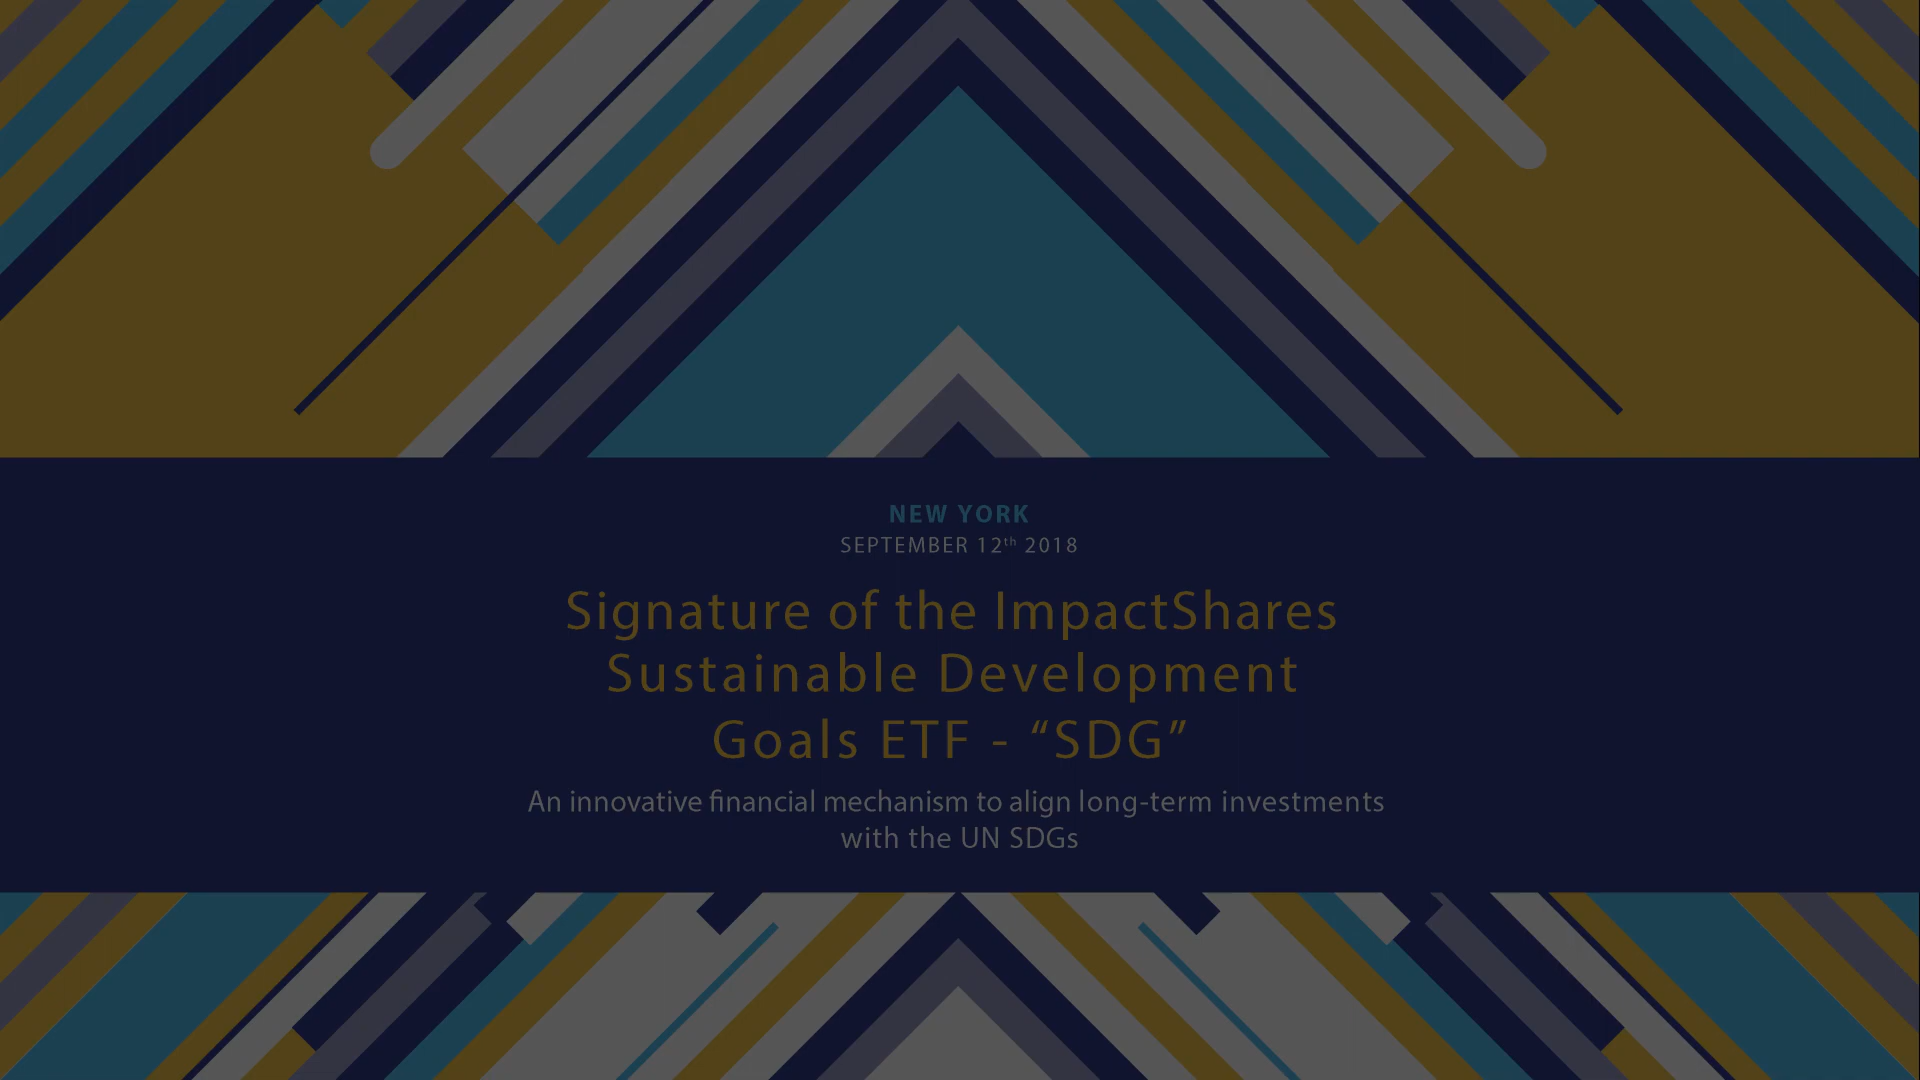 NEW YORK
SEPTEMBER 12th 2018
Signature of the ImpactShares
Sustainable Development
Goals ETF - “SDG”
An innovative financial mechanism to align long-term investments
with the UN SDGs